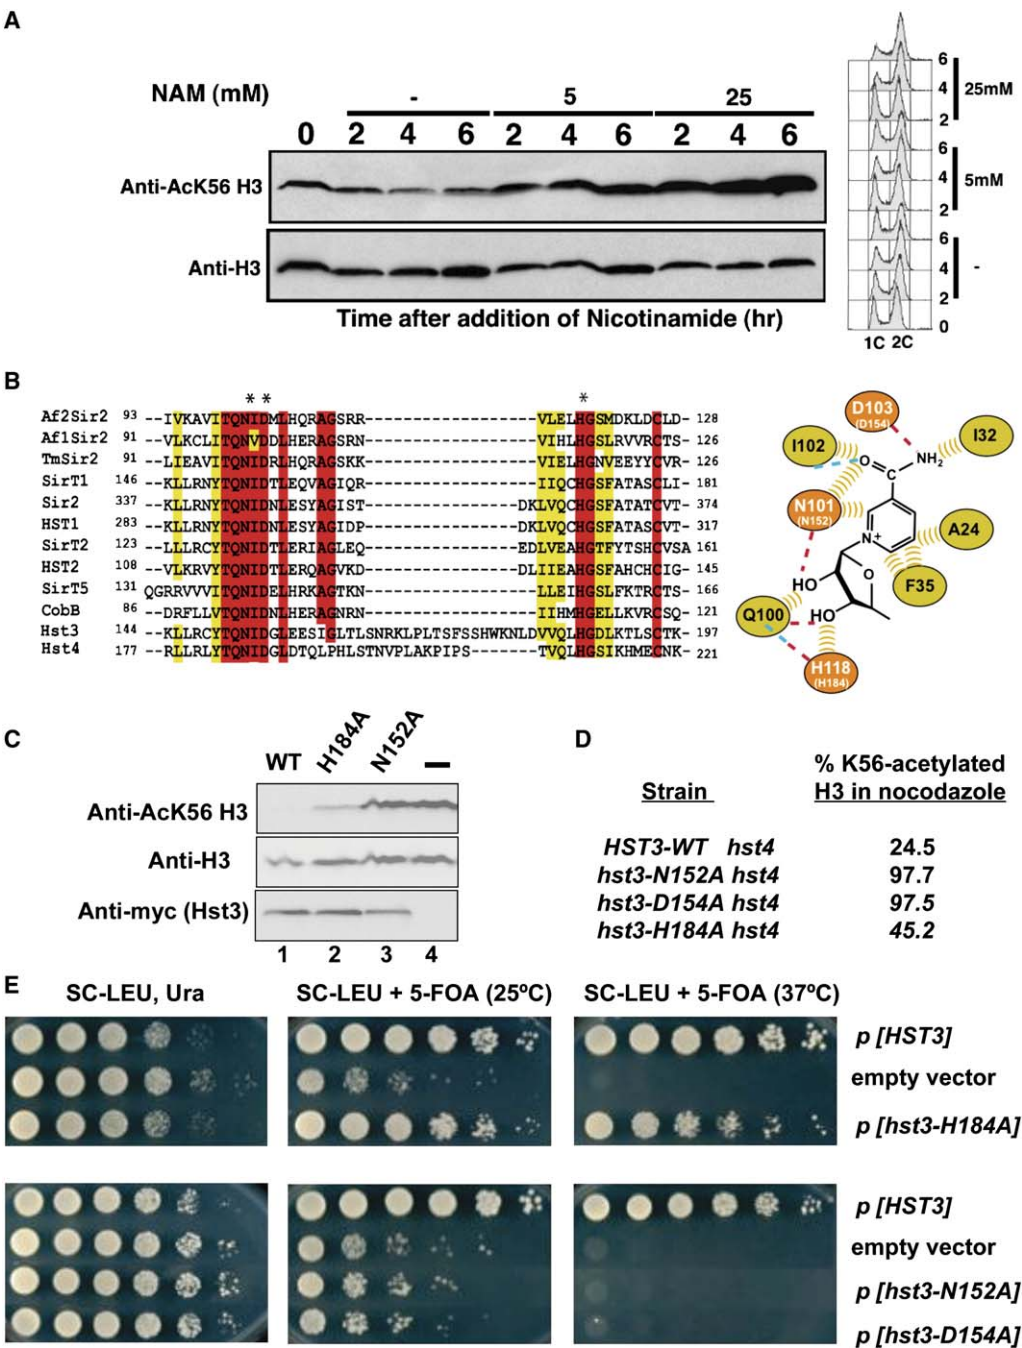 A
NAM (mM) - 5 25
0 2 4 6 2 4 6 2 4 6
Anti-AcK56 H3
Anti-H3
Time after addition of Nicotinamide (hr)
6
4 25mM
2
6
4 5mM
2
6
4 -
2
0
1C 2C
B
* * *
Af2Sir2 93 --IVKAVITQNIDMLHQRAGSRR----------------VLELHGSMDKLDCLD- 128
Af1Sir2 91 --VLKCLITQNVDDLHERAGSRN----------------VIHLHGSLRVVRCTS- 126
TmSir2 91 --LIEAVITQNIDRLHQRAGSKK----------------VIELHGNVEEYYCVR- 126
SirT1 146 --KLLRNYTQNIDTLEQVAGIQR----------------IIQCHGSFATASCLI- 181
Sir2 337 --KLLRNYTQNIDNLESYAGIST--------------DKLVQCHGSFATATCVT- 374
HST1 283 --KLLRNYTQNIDNLESYAGIDP--------------DKLVQCHGSFATASCVT- 317
SirT2 123 --LLLRCYTQNIDTLERIAGLEQ--------------EDLVEAHGTFYTSHCVSA 161
HST2 108 --VLKRVYTQNIDTLERQAGVKD--------------DLIIEAHGSFAHCHCIG- 145
SirT5 131 QGRRVVVITQNIDELHRKAGTKN----------------LLEIHGSLFKTRCTS- 166
CobB 86 --DRFLLVTQNIDNLHERAGNRN----------------IIHMHGELLKVRCSQ- 121
Hst3 144 --KLLRCYTQNIDGLEESIGLTLSNRKLPLTSFSSHWKNLDVVQLHGDLKTLSCTK- 197
Hst4 177 --RLLRLYTQNIDGLDTQLPHLSTNVPLAKPIPS------TVQLHGSIKHMECNK- 221
D103
(D154)
I102
I32
O
NH2
C
N101
(N152)
A24
N+
F35
O
HO
Q100
HO
H118
(H184)
C
WT H184A N152A –
Anti-AcK56 H3
Anti-H3
Anti-myc (Hst3)
1 2 3 4
D
Strain % K56-acetylated H3 in nocodazole
HST3-WT hst4 24.5
hst3-N152A hst4 97.7
hst3-D154A hst4 97.5
hst3-H184A hst4 45.2
E
SC-LEU, Ura SC-LEU + 5-FOA (25ºC) SC-LEU + 5-FOA (37ºC)
p [HST3]
empty vector
p [hst3-H184A]
p [HST3]
empty vector
p [hst3-N152A]
p [hst3-D154A]